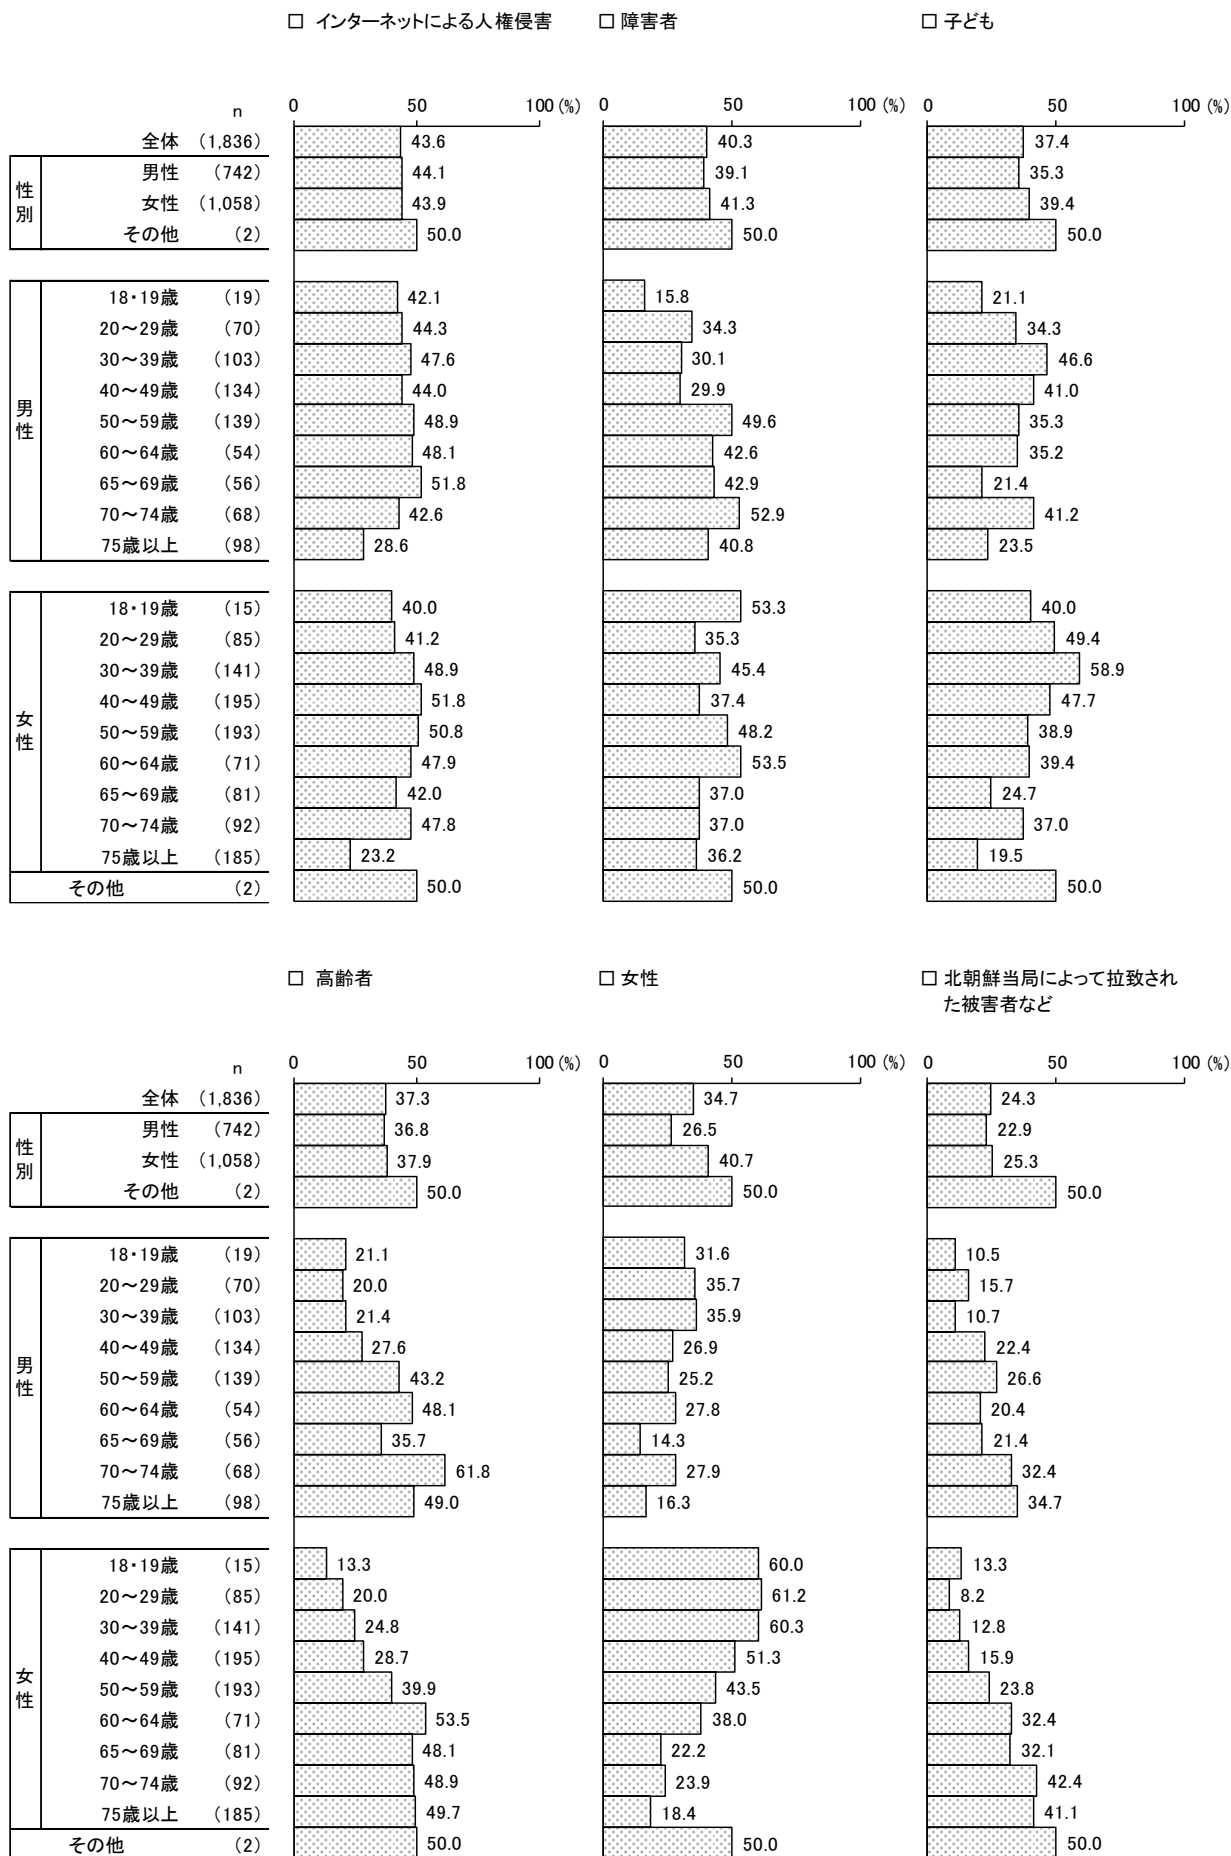 □ インターネットによる人権侵害 □ 障害者 □ 子ども
n 0 50 100 (%) 0 50 100 (%) 0 50 100 (%)
全体 (1,836) 43.6 40.3 37.4
性別
男性 (742) 44.1 39.1 35.3
女性 (1,058) 43.9 41.3 39.4
その他 (2) 50.0 50.0 50.0
男性
18・19歳 (19) 42.1 15.8 21.1
20～29歳 (70) 44.3 34.3 34.3
30～39歳 (103) 47.6 30.1 46.6
40～49歳 (134) 44.0 29.9 41.0
50～59歳 (139) 48.9 49.6 35.3
60～64歳 (54) 48.1 42.6 35.2
65～69歳 (56) 51.8 42.9 21.4
70～74歳 (68) 42.6 52.9 41.2
75歳以上 (98) 28.6 40.8 23.5
女性
18・19歳 (15) 40.0 53.3 40.0
20～29歳 (85) 41.2 35.3 49.4
30～39歳 (141) 48.9 45.4 58.9
40～49歳 (195) 51.8 37.4 47.7
50～59歳 (193) 50.8 48.2 38.9
60～64歳 (71) 47.9 53.5 39.4
65～69歳 (81) 42.0 37.0 24.7
70～74歳 (92) 47.8 37.0 37.0
75歳以上 (185) 23.2 36.2 19.5
その他 (2) 50.0 50.0 50.0
□ 高齢者 □ 女性 □ 北朝鮮当局によって拉致され
た被害者など
n 0 50 100 (%) 0 50 100 (%) 0 50 100 (%)
全体 (1,836) 37.3 34.7 24.3
性別
男性 (742) 36.8 26.5 22.9
女性 (1,058) 37.9 40.7 25.3
その他 (2) 50.0 50.0 50.0
男性
18・19歳 (19) 21.1 31.6 10.5
20～29歳 (70) 20.0 35.7 15.7
30～39歳 (103) 21.4 35.9 10.7
40～49歳 (134) 27.6 26.9 22.4
50～59歳 (139) 43.2 25.2 26.6
60～64歳 (54) 48.1 27.8 20.4
65～69歳 (56) 35.7 14.3 21.4
70～74歳 (68) 61.8 27.9 32.4
75歳以上 (98) 49.0 16.3 34.7
女性
18・19歳 (15) 13.3 60.0 13.3
20～29歳 (85) 20.0 61.2 8.2
30～39歳 (141) 24.8 60.3 12.8
40～49歳 (195) 28.7 51.3 15.9
50～59歳 (193) 39.9 43.5 23.8
60～64歳 (71) 53.5 38.0 32.4
65～69歳 (81) 48.1 22.2 32.1
70～74歳 (92) 48.9 23.9 42.4
75歳以上 (185) 49.7 18.4 41.1
その他 (2) 50.0 50.0 50.0